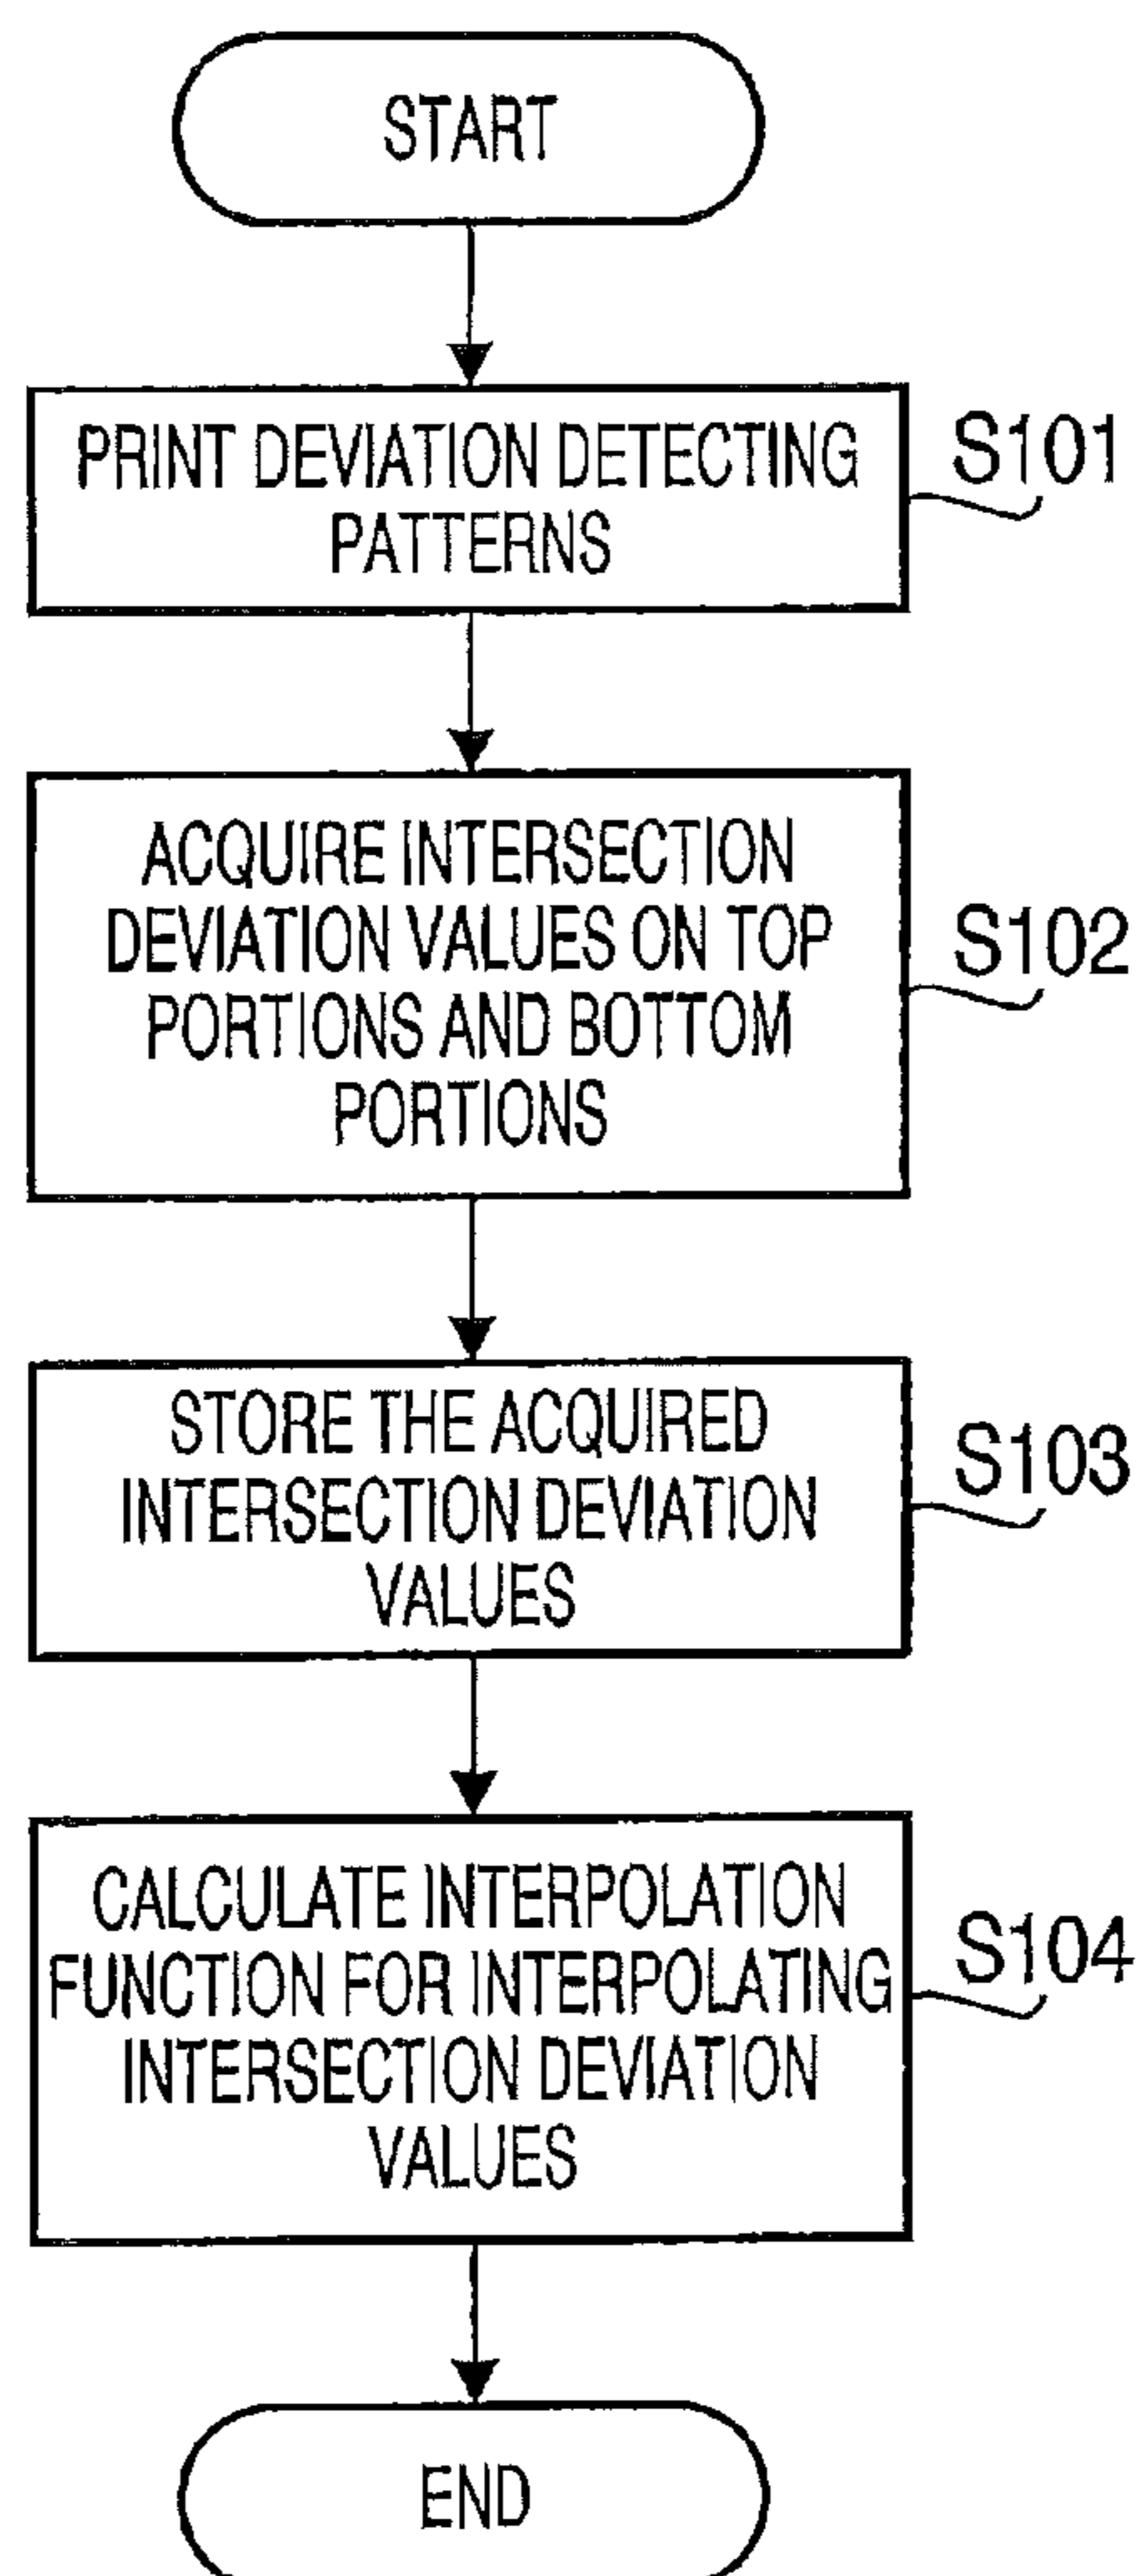 START
PRINT DEVIATION DETECTING
PATTERNS
S101
ACQUIRE INTERSECTION
DEVIATION VALUES ON TOP
PORTIONS AND BOTTOM
PORTIONS
S102
STORE THE ACQUIRED
INTERSECTION DEVIATION
VALUES
S103
CALCULATE INTERPOLATION
FUNCTION FOR INTERPOLATING
INTERSECTION DEVIATION
VALUES
S104
END